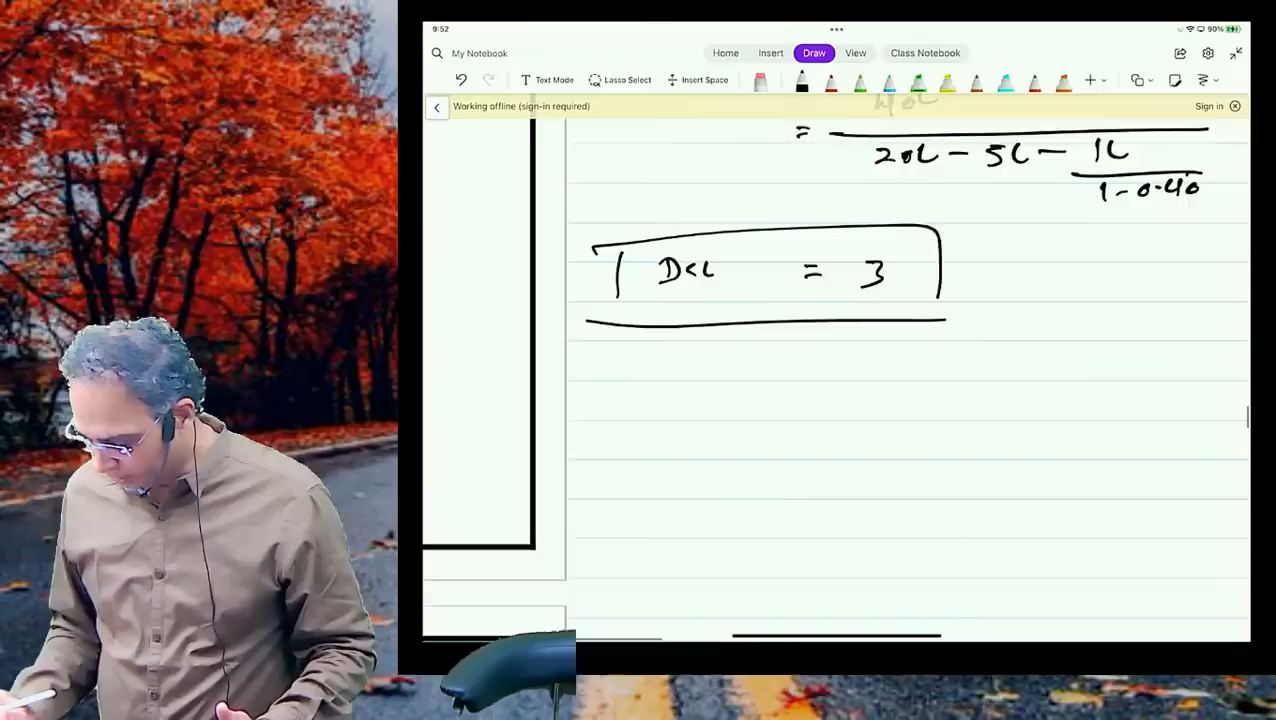 9:52
90%
My Notebook
Home Insert Draw View Class Notebook
Text Mode Lasso Select Insert Space
Working offline (sign-in required) Sign in
=
20L - 5L - 1L
1-0.40
DCL = 3